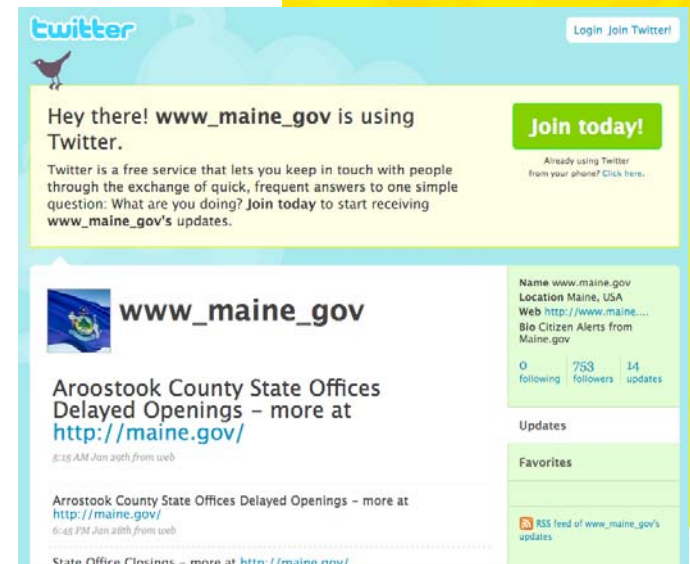 twitter
Login Join Twitter!
Hey there! www_maine_gov is using
Twitter.
Twitter is a free service that lets you keep in touch with people
through the exchange of quick, frequent answers to one simple
question: What are you doing? Join today to start receiving
www_maine_gov's updates.
Join today!
Already using Twitter
from your phone? Click here.
www_maine_gov
Aroostook County State Offices
Delayed Openings – more at
http://maine.gov/
5:15 AM Jan 29th from web
Arrostook County State Offices Delayed Openings – more at
http://maine.gov/
6:45 PM Jan 28th from web
State Office Closings – more at http://maine.gov/
Name www.maine.gov
Location Maine, USA
Web http://www.maine....
Bio Citizen Alerts from
Maine.gov
0 753 14
following followers updates
Updates
Favorites
RSS feed of www_maine_gov's
updates